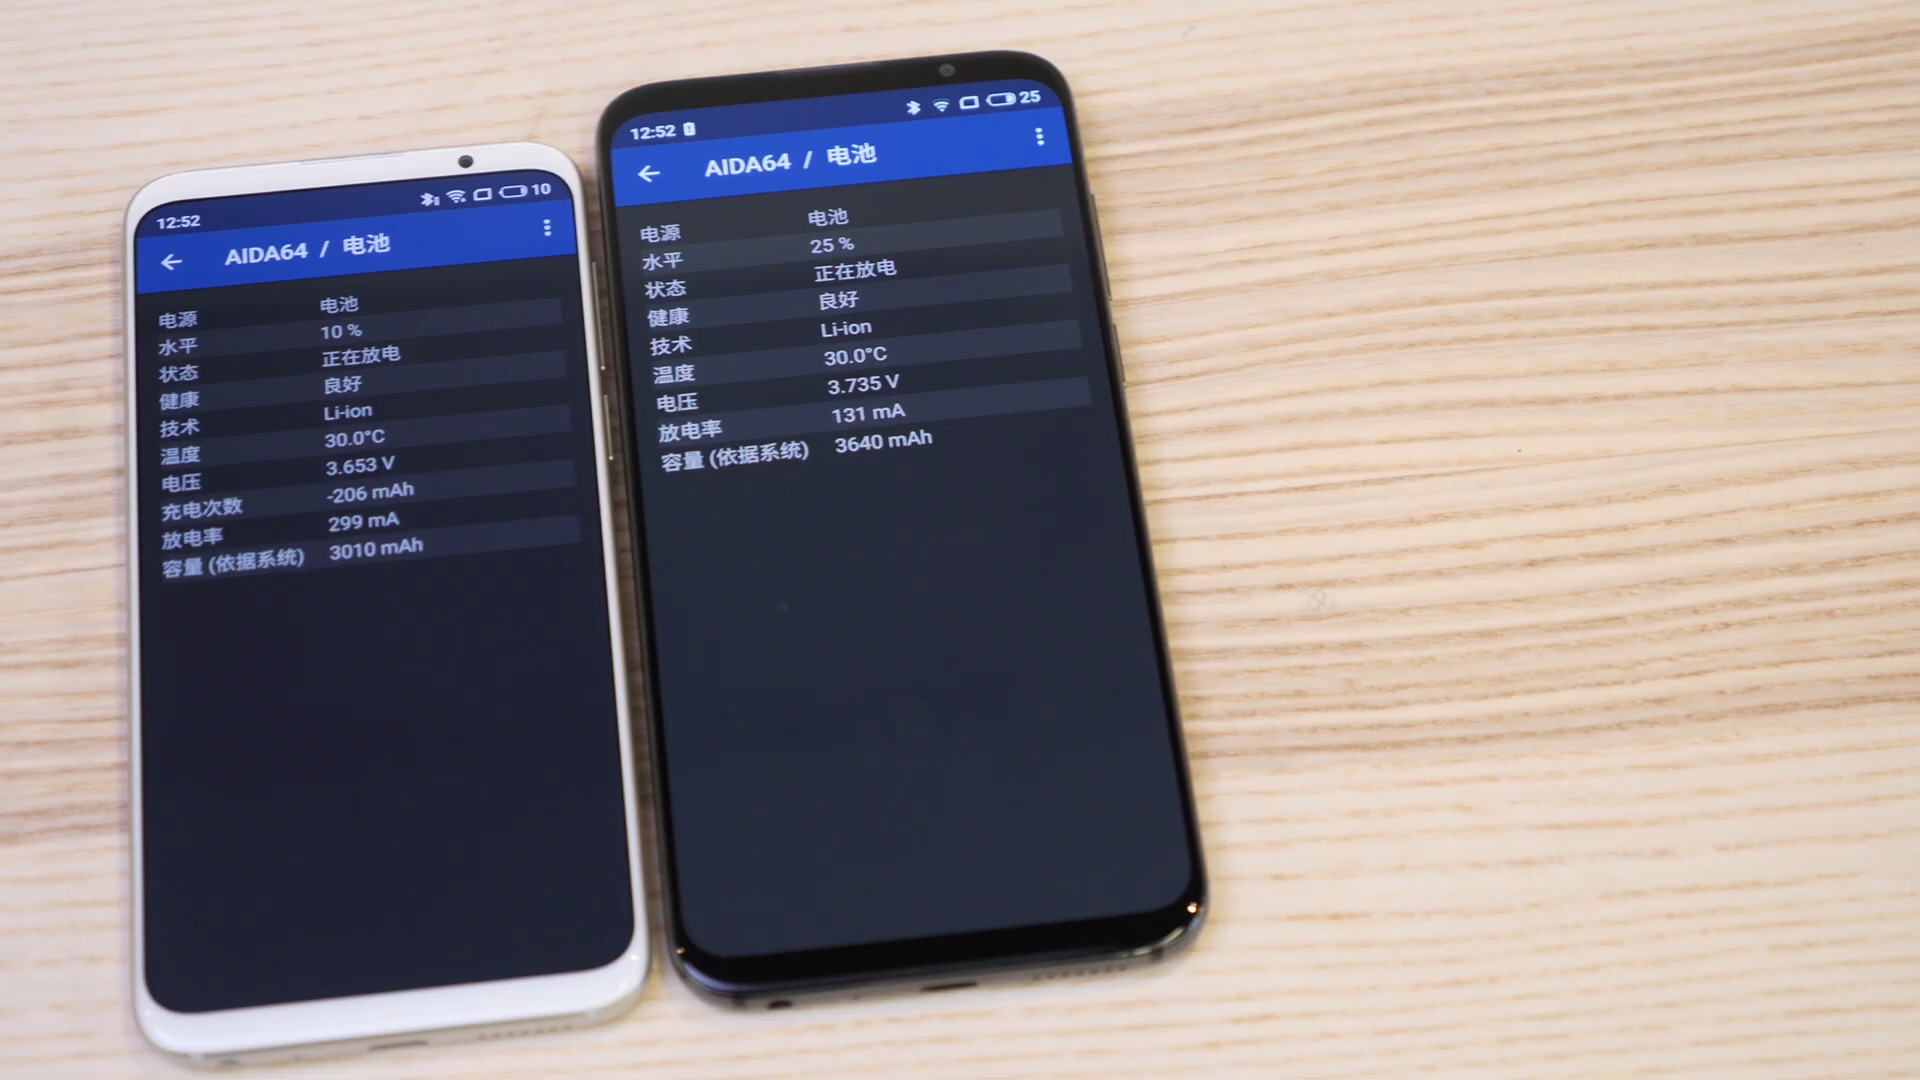 12:52
10
AIDA64 / 电池
电源 电池
水平 10 %
状态 正在放电
健康 良好
技术 Li-ion
温度 30.0°C
电压 3.653 V
充电次数 -206 mAh
放电率 299 mA
容量 (依据系统) 3010 mAh
12:52
25
AIDA64 / 电池
电源 电池
水平 25 %
状态 正在放电
健康 良好
技术 Li-ion
温度 30.0°C
电压 3.735 V
放电率 131 mA
容量 (依据系统) 3640 mAh